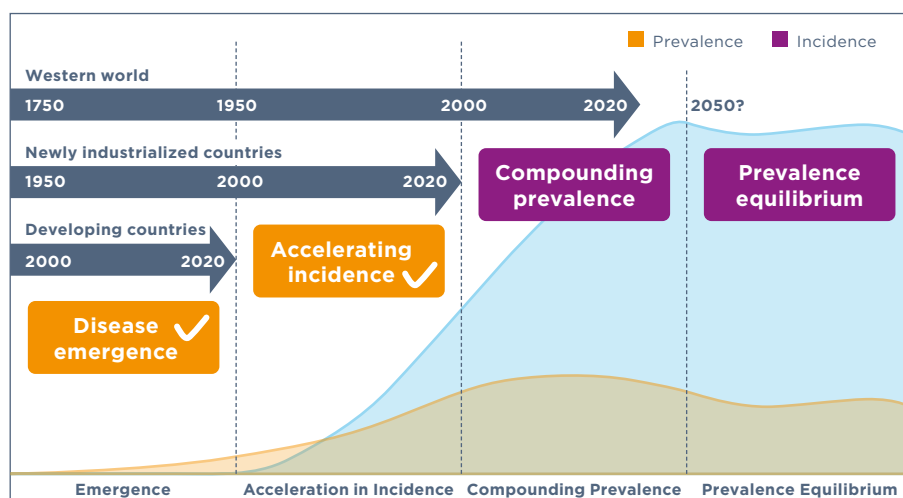 Prevalence Incidence
Western world
1750 1950 2000 2020 2050?
Newly industrialized countries
1950 2000 2020
Compounding
prevalence
Prevalence
equilibrium
Developing countries
2000 2020
Accelerating
incidence
Disease
emergence
Emergence Acceleration in Incidence Compounding Prevalence Prevalence Equilibrium